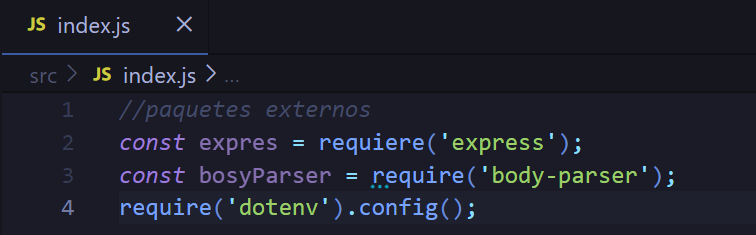 JS index.js ×
src > JS index.js > ...
1 //paquetes externos
2 const expres = requiere('express');
3 const bosyParser = require('body-parser');
4 require('dotenv').config();